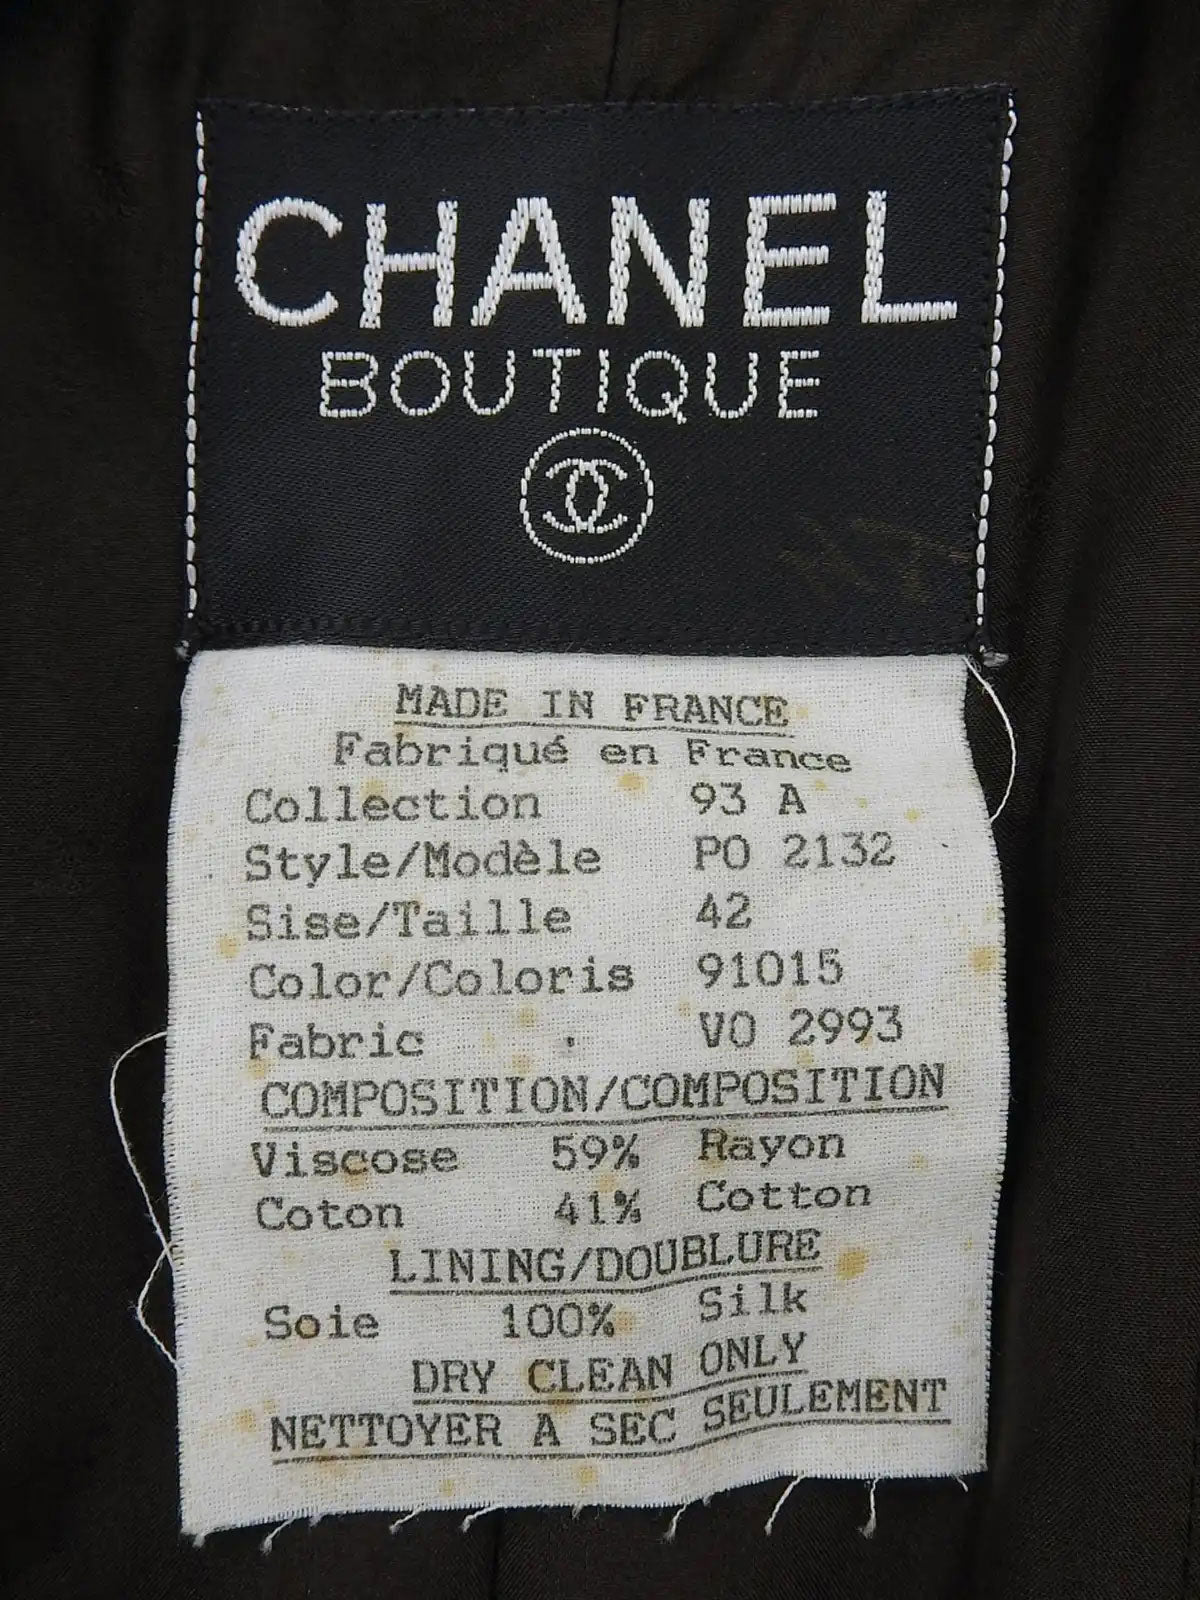 CHANEL
BOUTIQUE
MADE IN FRANCE
Fabriqué en France
Collection 93 A
Style/Modèle PO 2132
Sise/Taille 42
Color/Coloris 91015
Fabric . VO 2993
COMPOSITION/COMPOSITION
Viscose 59% Rayon
Coton 41% Cotton
LINING/DOUBLURE
Soie 100% Silk
DRY CLEAN ONLY
NETTOYER A SEC SEULEMENT